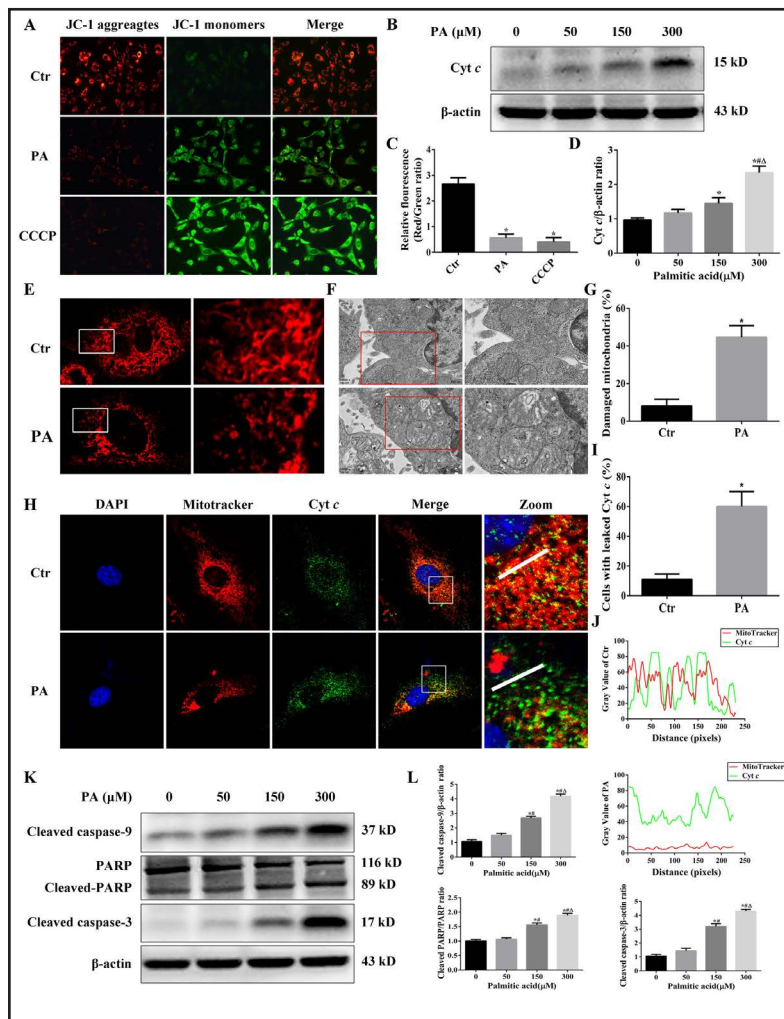 A
JC-1 aggreagtes JC-1 monomers Merge
Ctr
PA
CCCP
B
PA (μM) 0 50 150 300
Cyt c 15 kD
β-actin 43 kD
C
Relative flourescence
(Red/Green ratio)
4
3
2
1
0
* *
Ctr PA CCCP
D
Cyt c/β-actin ratio
3
2
1
0
* *#Δ
0 50 150 300
Palmitic acid(μM)
E
Ctr
PA
F
G
Damaged mitochondria (%)
60
40
20
0
*
Ctr PA
H
DAPI Mitotracker Cyt c Merge Zoom
Ctr
PA
I
Cells with leaked Cyt c (%)
80
60
40
20
0
*
Ctr PA
J
MitoTracker
Cyt c
Gray Value of Ctr
100
80
60
40
20
0
0 50 100 150 200 250
Distance (pixels)
MitoTracker
Cyt c
Gray Value of PA
100
80
60
40
20
0
0 50 100 150 200 250
Distance (pixels)
K
PA (μM) 0 50 150 300
Cleaved caspase-9 37 kD
PARP 116 kD
Cleaved-PARP 89 kD
Cleaved caspase-3 17 kD
β-actin 43 kD
L
Cleaved caspase-9/β-actin ratio
5
4
3
2
1
0
*# *#Δ
0 50 150 300
Palmitic acid(μM)
Cleaved PARP/PARP ratio
2.5
2.0
1.5
1.0
0.5
0.0
*# *#Δ
0 50 150 300
Palmitic acid(μM)
Cleaved caspase-3/β-actin ratio
5
4
3
2
1
0
*# *#Δ
0 50 150 300
Palmitic acid(μM)